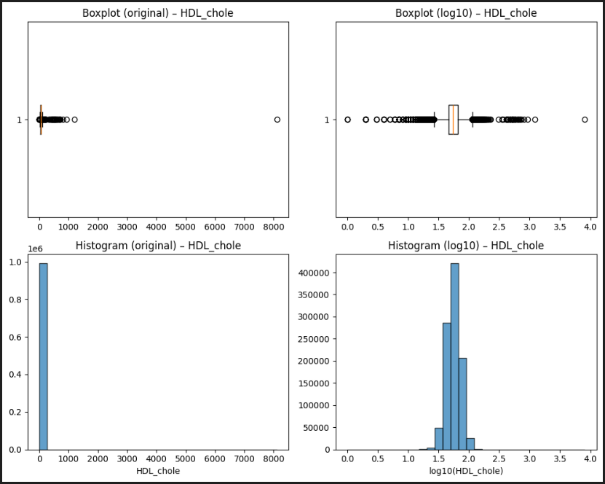 Boxplot (original) – HDL_chole
1
0 1000 2000 3000 4000 5000 6000 7000 8000
Boxplot (log10) – HDL_chole
1
0.0 0.5 1.0 1.5 2.0 2.5 3.0 3.5 4.0
Histogram (original) – HDL_chole
1e6
1.0
0.8
0.6
0.4
0.2
0.0
0 1000 2000 3000 4000 5000 6000 7000 8000
HDL_chole
Histogram (log10) – HDL_chole
400000
350000
300000
250000
200000
150000
100000
50000
0
0.0 0.5 1.0 1.5 2.0 2.5 3.0 3.5 4.0
log10(HDL_chole)